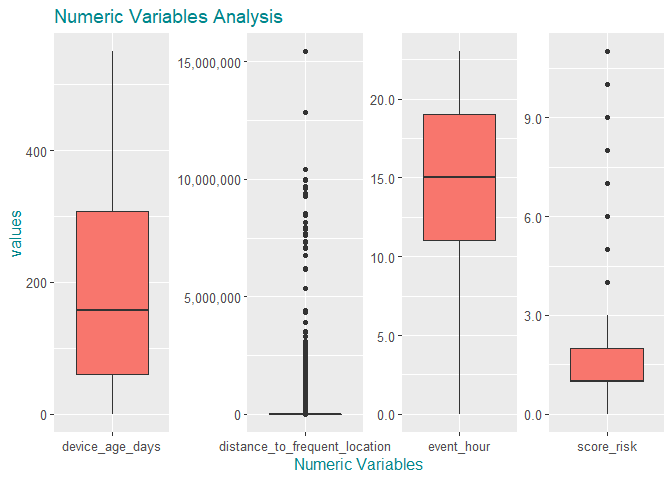 Numeric Variables Analysis
values
400
200
0
15,000,000
10,000,000
5,000,000
0
20.0
15.0
10.0
5.0
0.0
9.0
6.0
3.0
0.0
device_age_days
distance_to_frequent_location
event_hour
score_risk
Numeric Variables